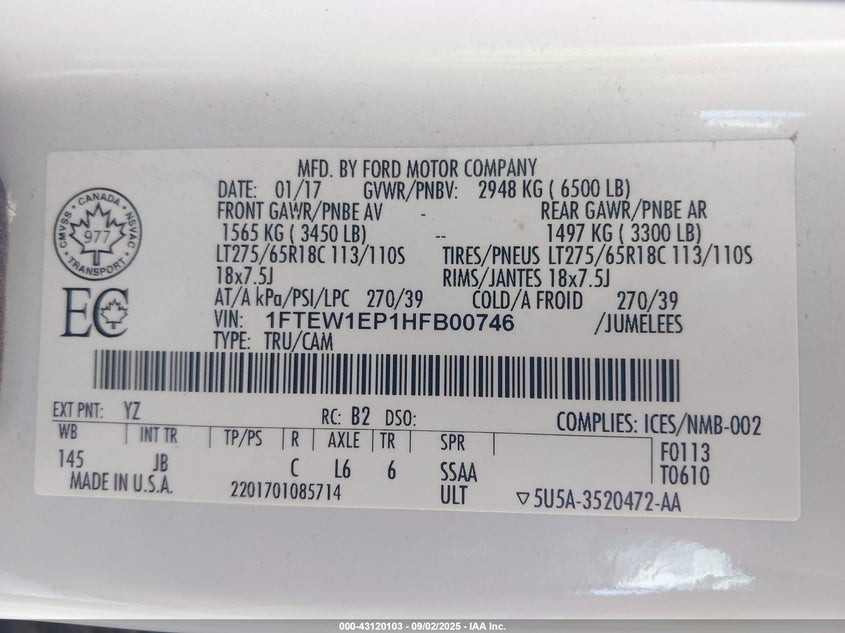 MFD. BY FORD MOTOR COMPANY
DATE: 01/17 GVWR/PNBV: 2948 KG ( 6500 LB)
FRONT GAWR/PNBE AV - REAR GAWR/PNBE AR
1565 KG ( 3450 LB) -- 1497 KG ( 3300 LB)
LT275/65R18C 113/110S TIRES/PNEUS LT275/65R18C 113/110S
18x7.5J RIMS/JANTES 18x7.5J
AT/A kPa/PSI/LPC 270/39 COLD/A FROID 270/39
VIN: 1FTEW1EP1HFB00746 /JUMELEES
TYPE: TRU/CAM
CANADA
CMVSS 977 NSVAC
TRANSPORT
EC
EXT PNT: YZ RC: B2 DSO: COMPLIES: ICES/NMB-002
WB INT TR TP/PS R AXLE TR SPR F0113
145 JB C L6 6 SSAA T0610
MADE IN U.S.A. 2201701085714 ULT ▽5U5A-3520472-AA
000-43120103 - 09/02/2025 - IAA Inc.